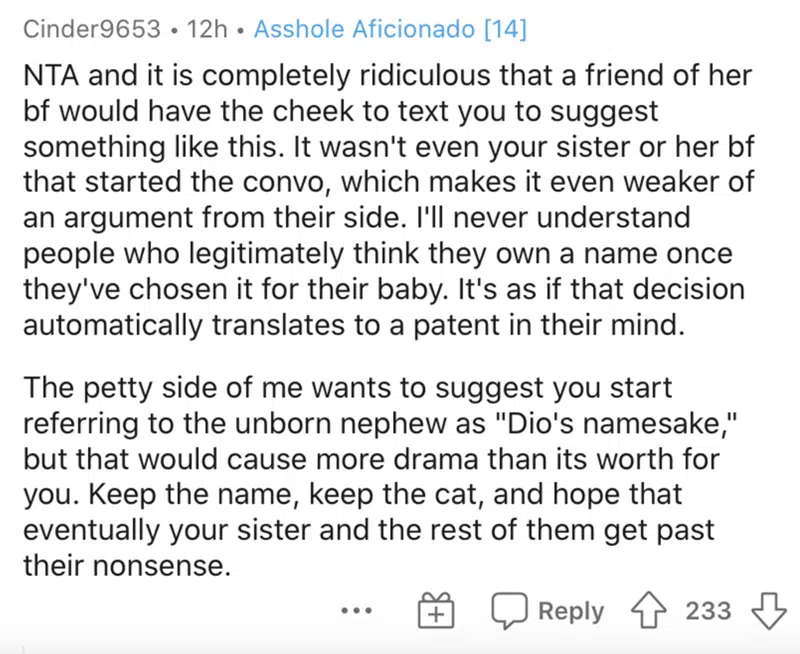 Cinder9653 • 12h • Asshole Aficionado [14]
NTA and it is completely ridiculous that a friend of her
bf would have the cheek to text you to suggest
something like this. It wasn't even your sister or her bf
that started the convo, which makes it even weaker of
an argument from their side. I'll never understand
people who legitimately think they own a name once
they've chosen it for their baby. It's as if that decision
automatically translates to a patent in their mind.
The petty side of me wants to suggest you start
referring to the unborn nephew as "Dio's namesake,"
but that would cause more drama than its worth for
you. Keep the name, keep the cat, and hope that
eventually your sister and the rest of them get past
their nonsense.
... Reply 233